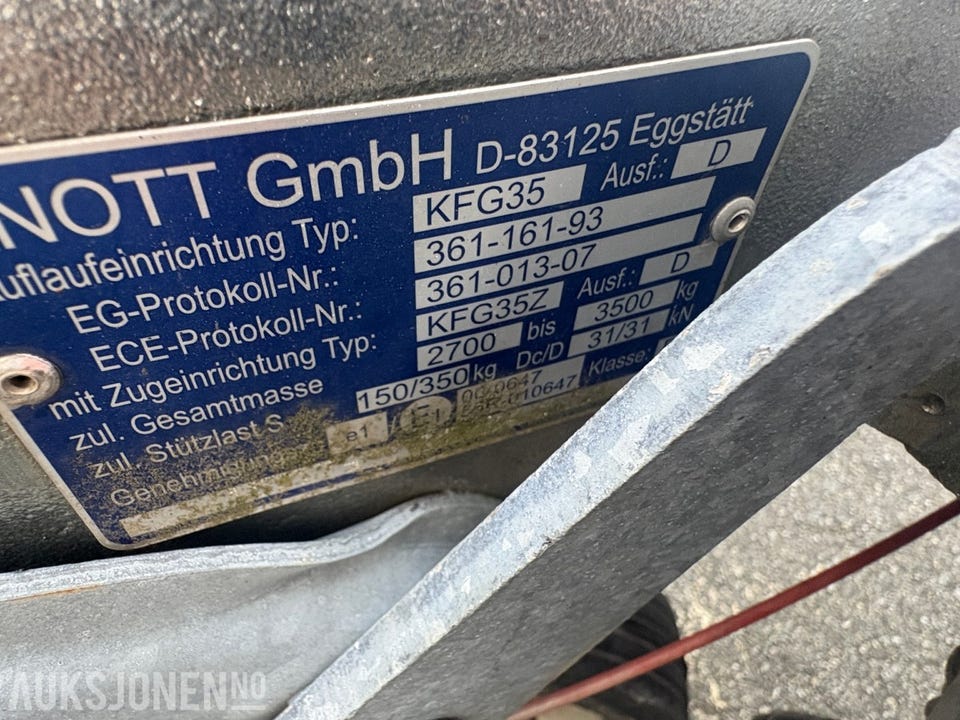 NOTT GmbH D-83125 Eggstätt
uflaufeinrichtung Typ: KFG35 Ausf.: D
EG-Protokoll-Nr.: 361-161-93
ECE-Protokoll-Nr.: 361-013-07
mit Zugeinrichtung Typ: KFG35Z Ausf.: D
zul. Gesamtmasse 2700 bis 3500 kg
zul. Stützlast S 150/350 kg Dc/D 31/31 kN
e1 E1 Klasse:
AUKSJONEN.NO